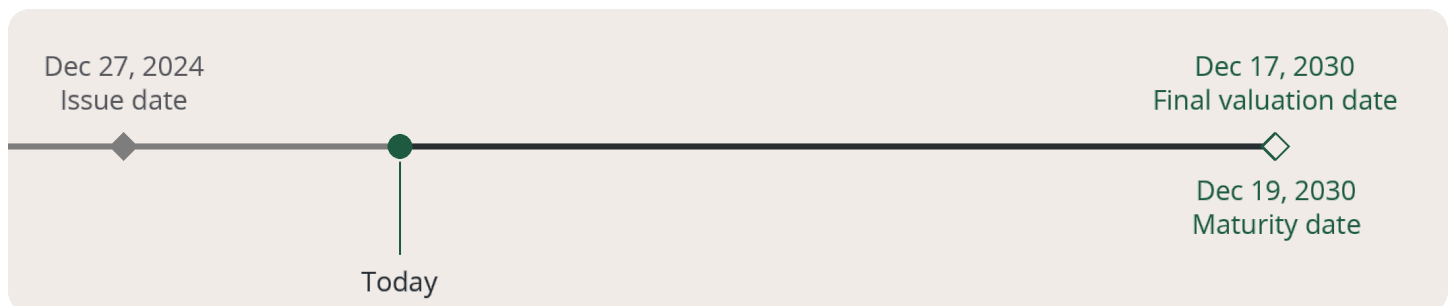 Dec 27, 2024
Issue date
Dec 17, 2030
Final valuation date
Dec 19, 2030
Maturity date
Today